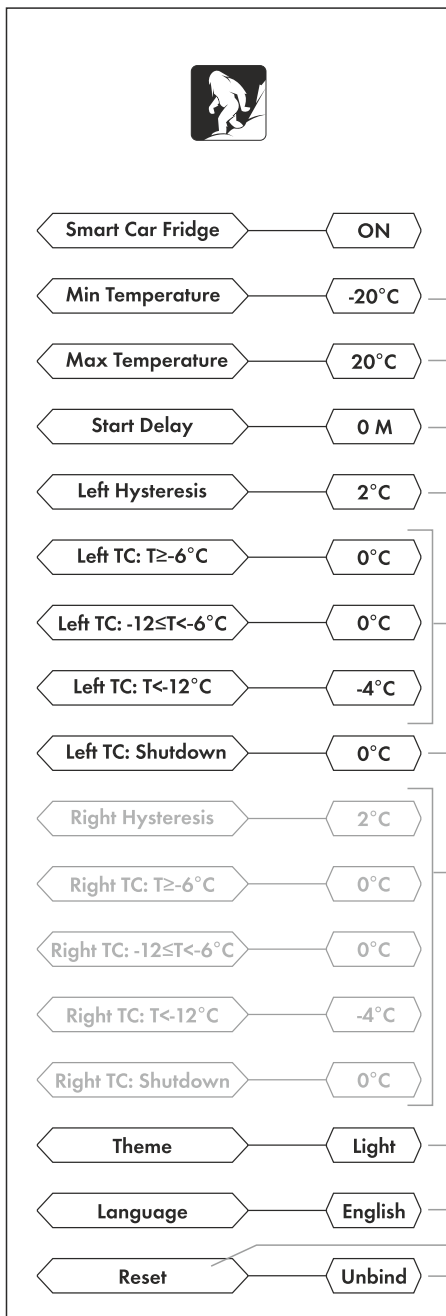 Smart Car Fridge ON
Min Temperature -20°C
Max Temperature 20°C
Start Delay 0 M
Left Hysteresis 2°C
Left TC: T≥-6°C 0°C
Left TC: -12≤T<-6°C 0°C
Left TC: T<-12°C -4°C
Left TC: Shutdown 0°C
Right Hysteresis 2°C
Right TC: T≥-6°C 0°C
Right TC: -12≤T<-6°C 0°C
Right TC: T<-12°C -4°C
Right TC: Shutdown 0°C
Theme Light
Language English
Reset Unbind